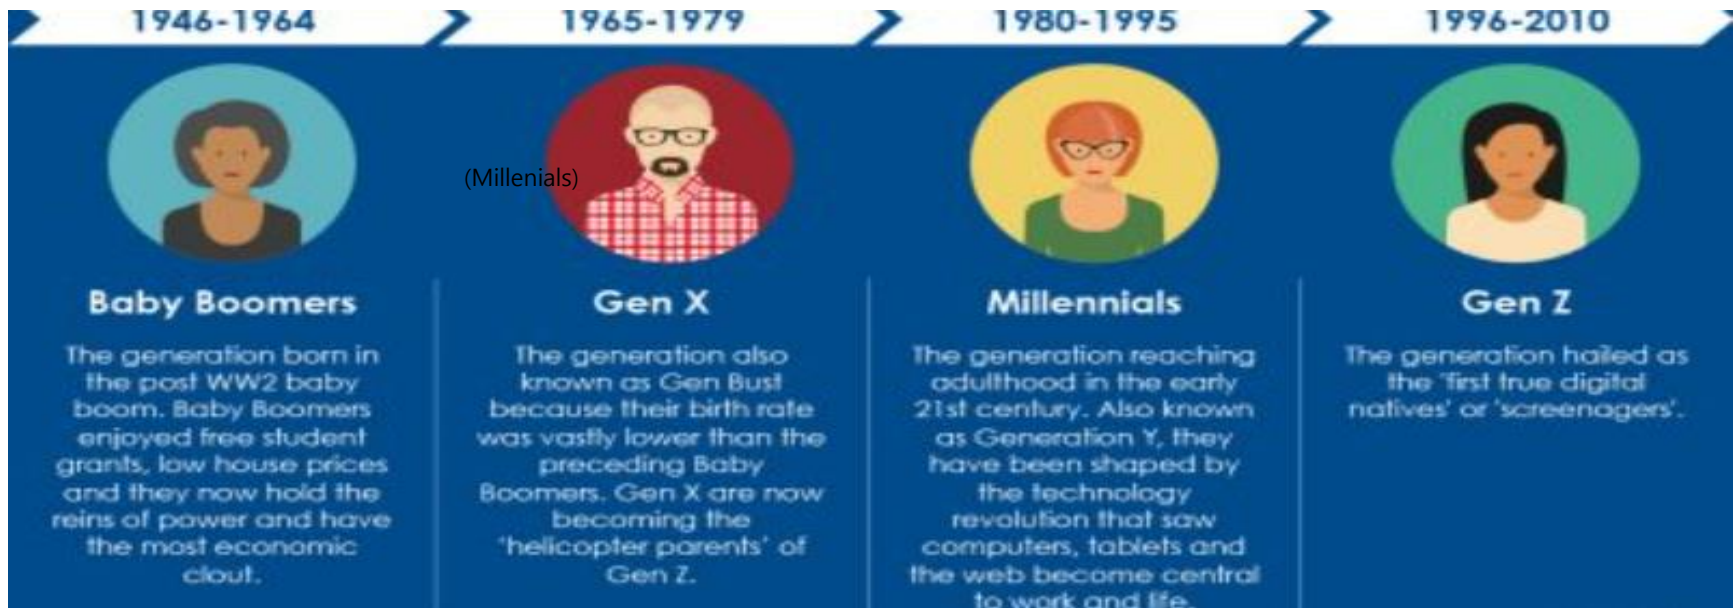 1946-1964
1965-1979
1980-1995
1996-2010
(Millenials)
Baby Boomers
The generation born in
the post WW2 baby
boom. Baby Boomers
enjoyed free student
grants, low house prices
and they now hold the
reins of power and have
the most economic
clout.
Gen X
The generation also
known as Gen Bust
because their birth rate
was vastly lower than the
preceding Baby
Boomers. Gen X are now
becoming the
'helicopter parents' of
Gen Z.
Millennials
The generation reaching
adulthood in the early
21st century. Also known
as Generation Y, they
have been shaped by
the technology
revolution that saw
computers, tablets and
the web become central
to work and life.
Gen Z
The generation hailed as
the 'first true digital
natives' or 'screenagers'.